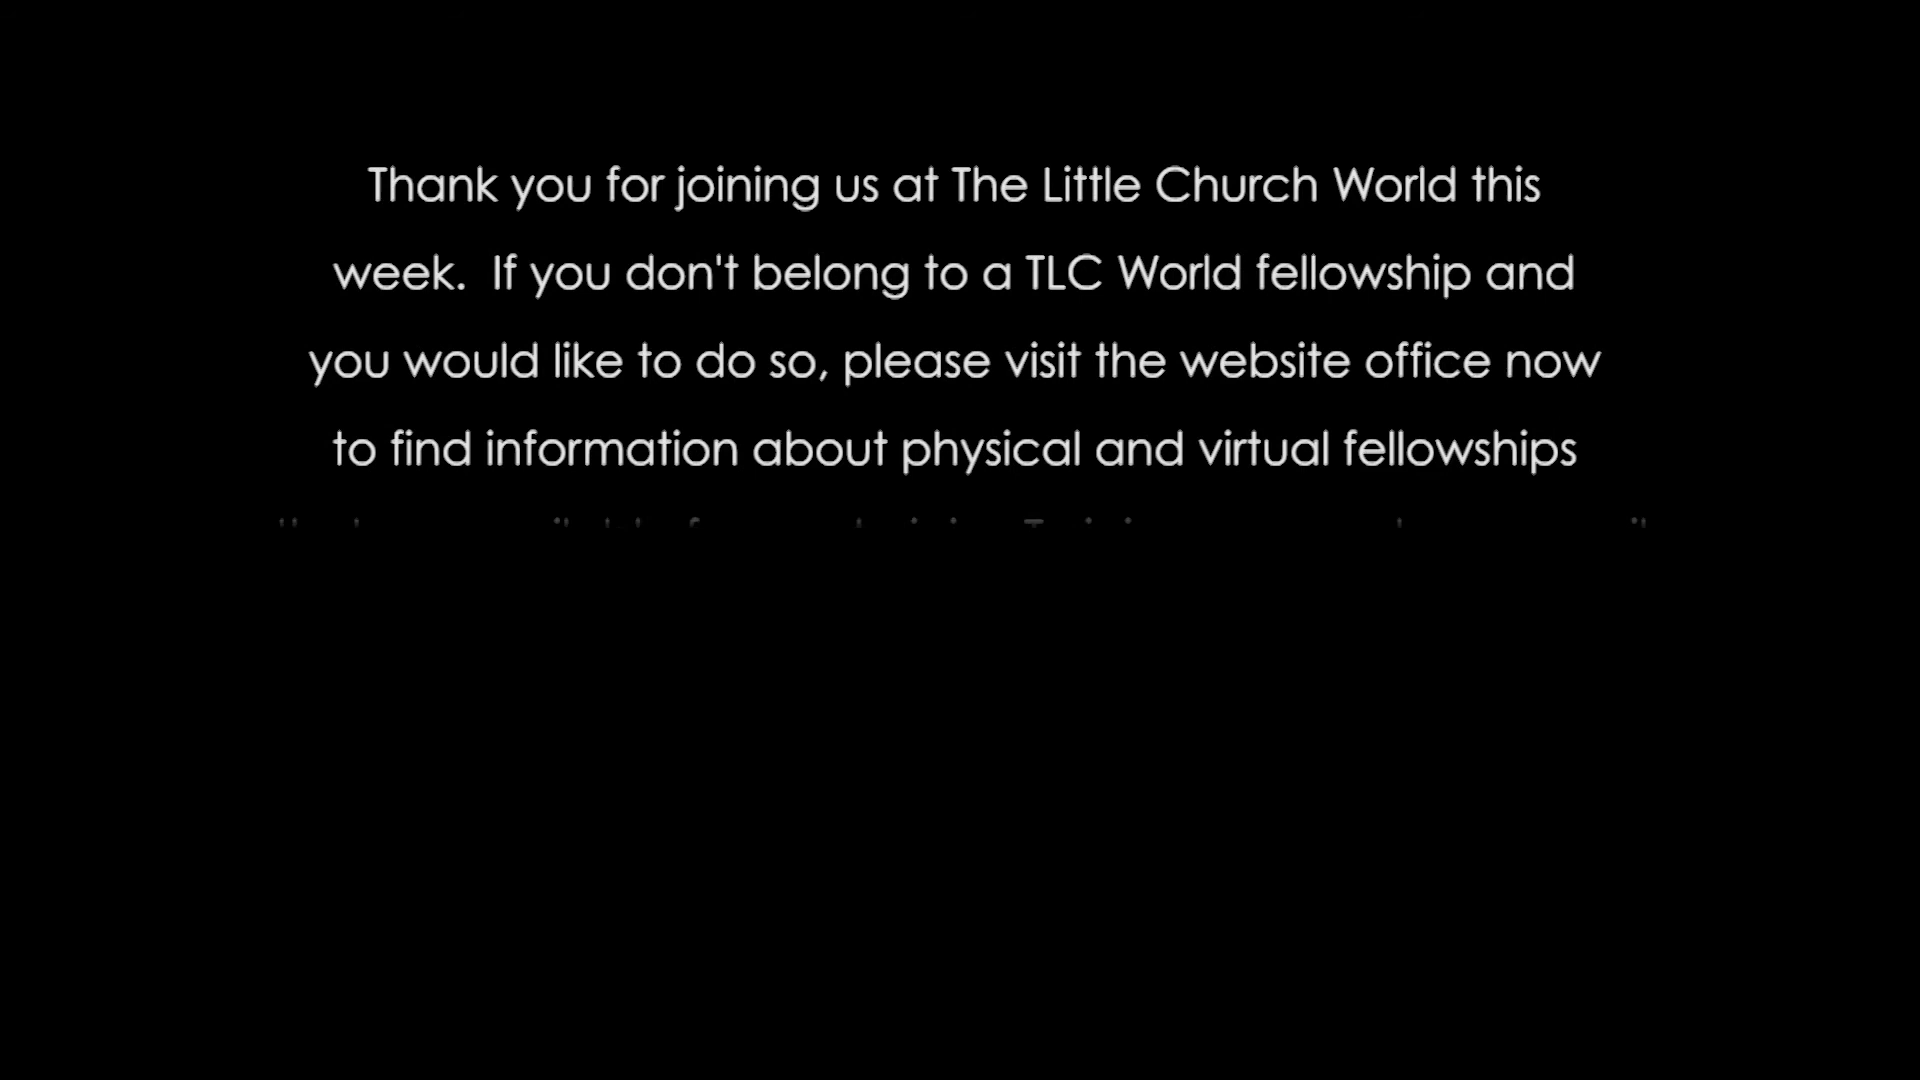 Thank you for joining us at The Little Church World this
week.  If you don't belong to a TLC World fellowship and
you would like to do so, please visit the website office now
to find information about physical and virtual fellowships